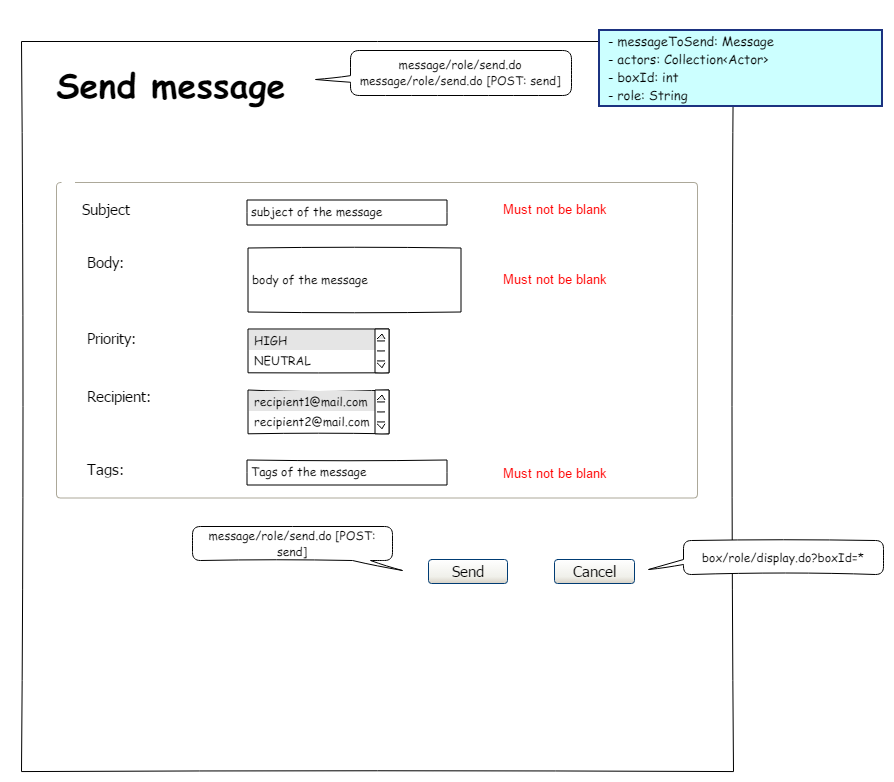 Send message
message/role/send.do
message/role/send.do [POST: send]
- messageToSend: Message
- actors: Collection<Actor>
- boxId: int
- role: String
Subject
subject of the message
Must not be blank
Body:
body of the message
Must not be blank
Priority:
HIGH
NEUTRAL
Recipient:
recipient1@mail.com
recipient2@mail.com
Tags:
Tags of the message
Must not be blank
message/role/send.do [POST:
send]
Send
Cancel
box/role/display.do?boxId=*